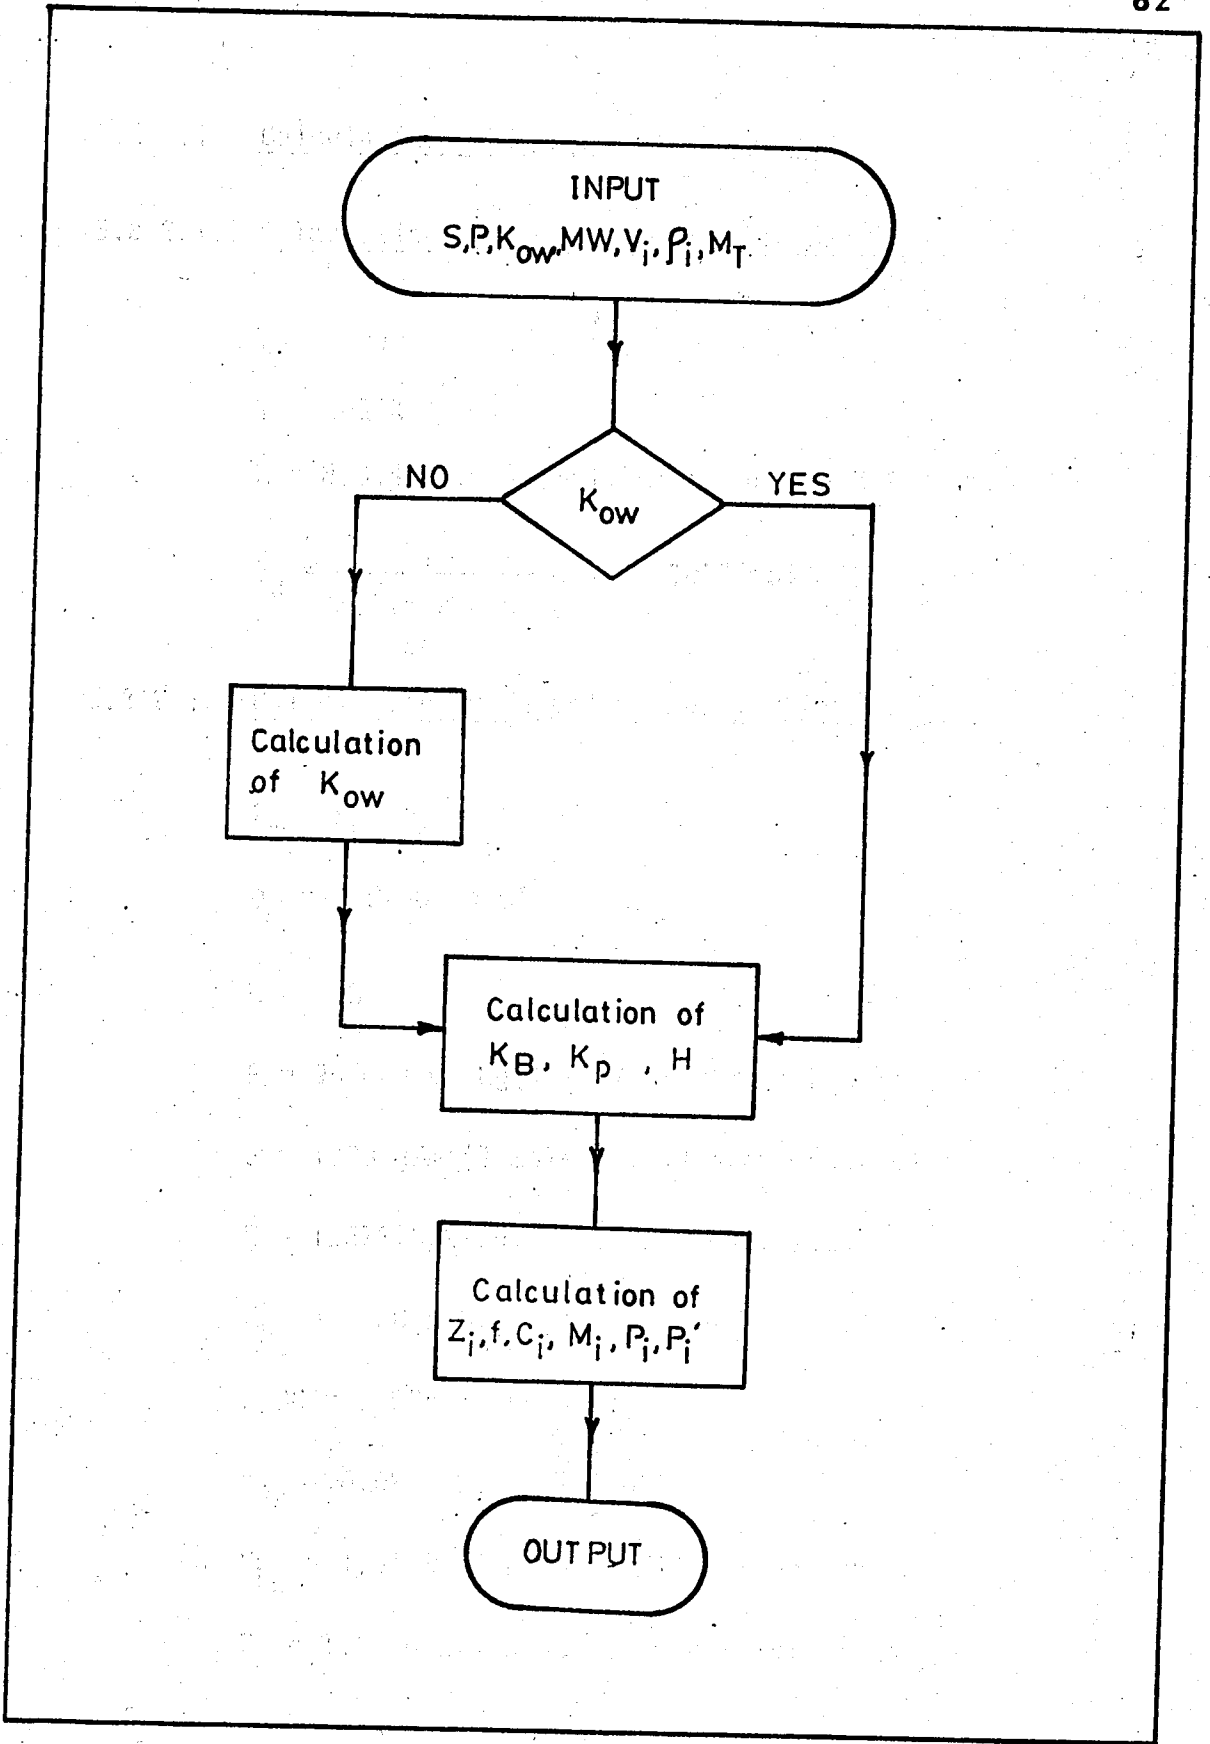 82
INPUT
S,P,K_ow,MW,V_i,ρ_i,M_T
NO
YES
K_ow
Calculation
of K_ow
Calculation of
K_B, K_p , H
Calculation of
Z_i,f,C_i, M_i,P_i,P_i′
OUTPUT